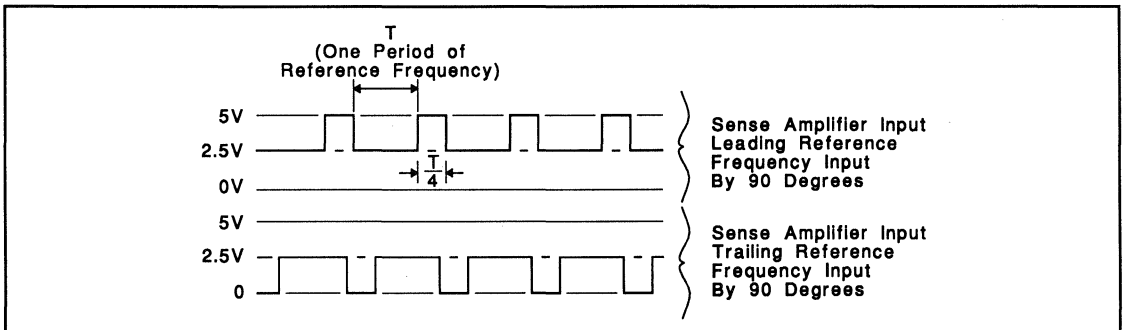 T
(One Period of
Reference Frequency)
5V
2.5V
0V
T
4
Sense Amplifier Input
Leading Reference
Frequency Input
By 90 Degrees
5V
2.5V
0
Sense Amplifier Input
Trailing Reference
Frequency Input
By 90 Degrees